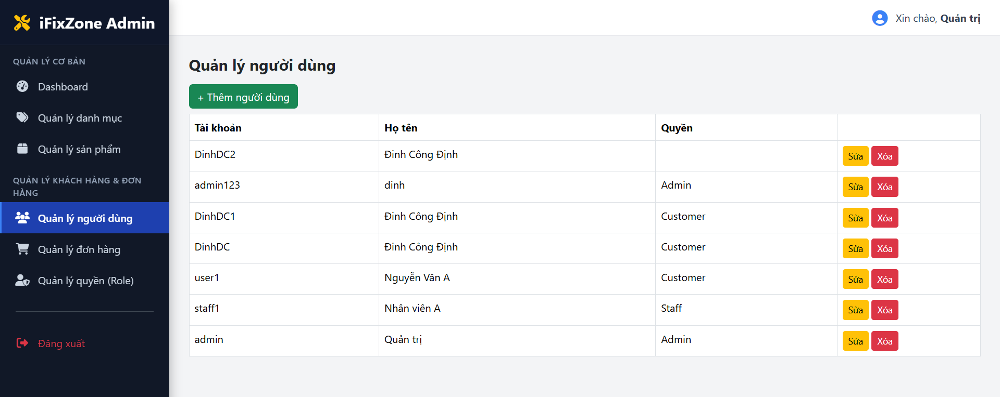 iFixZone Admin
Xin chào, Quản trị
QUẢN LÝ CƠ BẢN
Dashboard
Quản lý danh mục
Quản lý sản phẩm
QUẢN LÝ KHÁCH HÀNG & ĐƠN
HÀNG
Quản lý người dùng
Quản lý đơn hàng
Quản lý quyền (Role)
Đăng xuất
Quản lý người dùng
+ Thêm người dùng
Tài khoản Họ tên Quyền
DinhDC2 Đinh Công Định Sửa Xóa
admin123 dinh Admin Sửa Xóa
DinhDC1 Đinh Công Định Customer Sửa Xóa
DinhDC Đinh Công Định Customer Sửa Xóa
user1 Nguyễn Văn A Customer Sửa Xóa
staff1 Nhân viên A Staff Sửa Xóa
admin Quản trị Admin Sửa Xóa